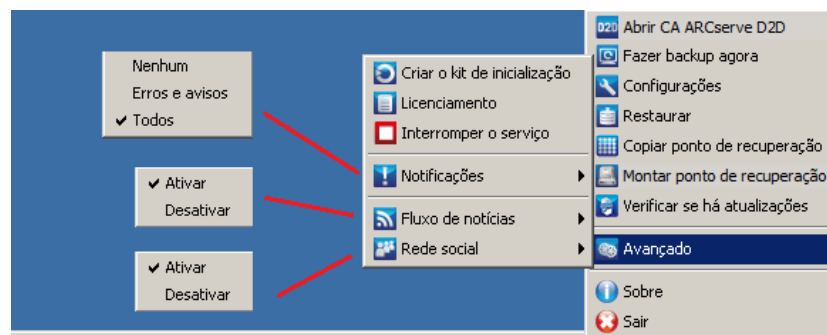 Nenhum
Erros e avisos
Todos
Ativar
Desativar
Ativar
Desativar
Criar o kit de inicialização
Licenciamento
Interromper o serviço
Notificações
Fluxo de notícias
Rede social
D2D Abrir CA ARCserve D2D
Fazer backup agora
Configurações
Restaurar
Copiar ponto de recuperação
Montar ponto de recuperação
Verificar se há atualizações
Avançado
Sobre
Sair